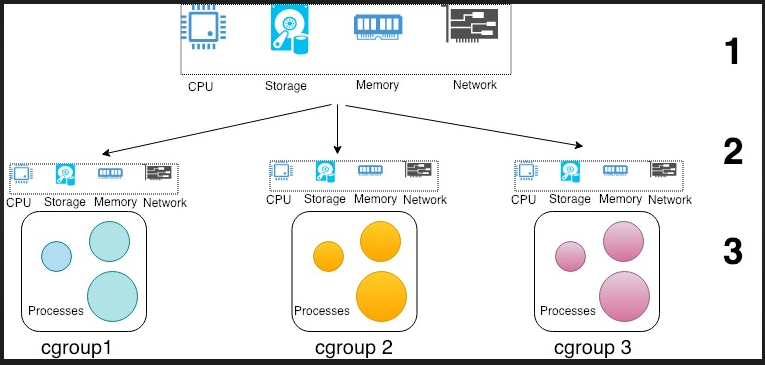 1
CPU Storage Memory Network
2
CPU Storage Memory Network
CPU Storage Memory Network
CPU Storage Memory Network
3
Processes
Processes
Processes
cgroup1
cgroup 2
cgroup 3